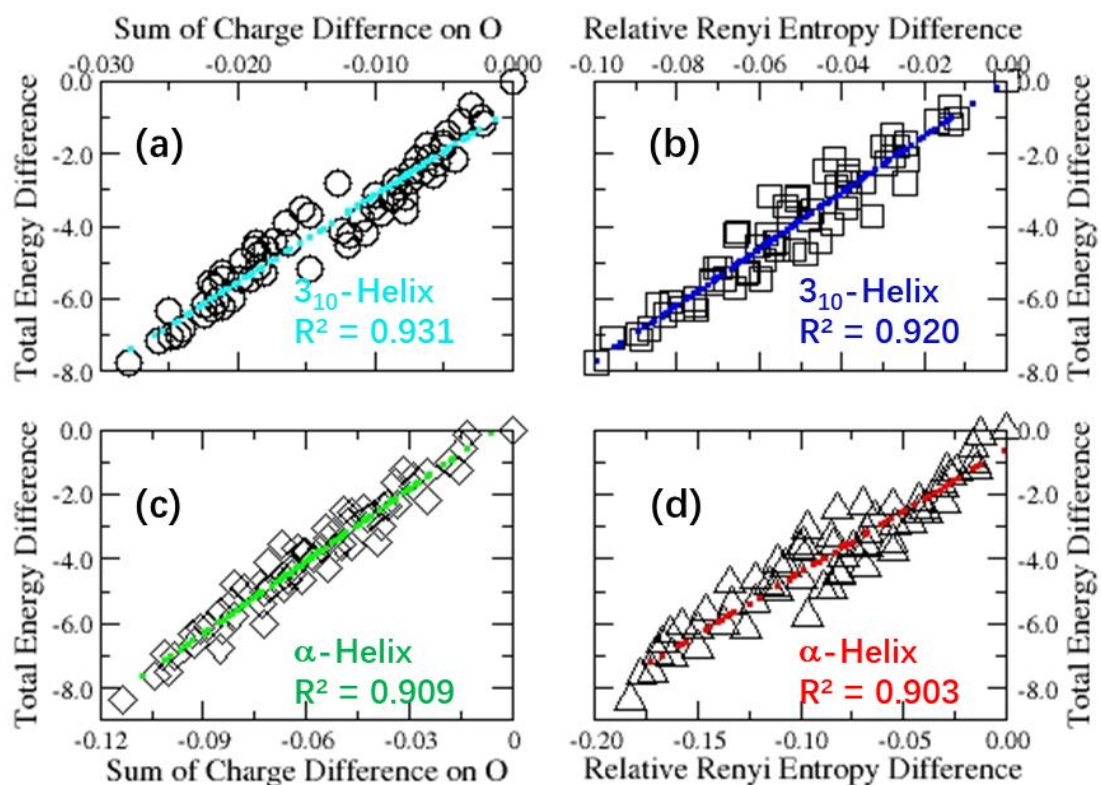 Sum of Charge Differnce on O
Relative Renyi Entropy Difference
-0.030 -0.020 -0.010 0.000
-0.10 -0.08 -0.06 -0.04 -0.02 0.00
Total Energy Difference
0.0
-2.0
-4.0
-6.0
-8.0
(a)
3₁₀-Helix
R² = 0.931
(b)
3₁₀-Helix
R² = 0.920
0.0
-2.0
-4.0
-6.0
-8.0
Total Energy Difference
Total Energy Difference
0.0
-2.0
-4.0
-6.0
-8.0
(c)
α-Helix
R² = 0.909
(d)
α-Helix
R² = 0.903
0.0
-2.0
-4.0
-6.0
-8.0
Total Energy Difference
-0.12 -0.09 -0.06 -0.03 0
-0.20 -0.15 -0.10 -0.05 0.00
Sum of Charge Difference on O
Relative Renyi Entropy Difference